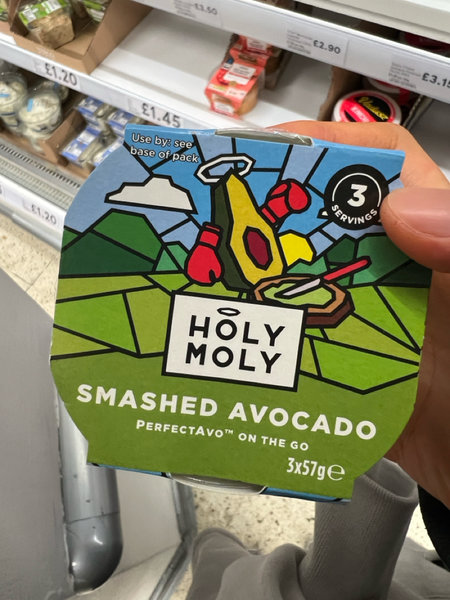 £3.50
£2.90
£3.15
£1.20
£1.45
£1.20
Use by: see
base of pack
3
SERVINGS
HOLY
MOLY
SMASHED AVOCADO
PERFECTAVO™ ON THE GO
3x57g℮